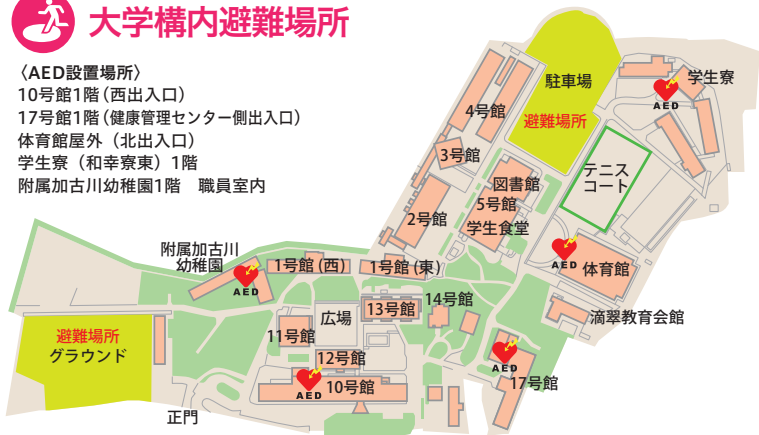 大学構内避難場所
〈AED設置場所〉
10号館1階（西出入口）
17号館1階（健康管理センター側出入口）
体育館屋外（北出入口）
学生寮（和幸寮東）1階
附属加古川幼稚園1階　職員室内
駐車場
避難場所
学生寮
AED
4号館
3号館
テニス
コート
図書館
5号館
学生食堂
2号館
AED
体育館
附属加古川
幼稚園
AED
1号館（西）
1号館（東）
14号館
13号館
広場
滴翠教育会館
11号館
12号館
避難場所
グラウンド
10号館
AED
AED
17号館
正門